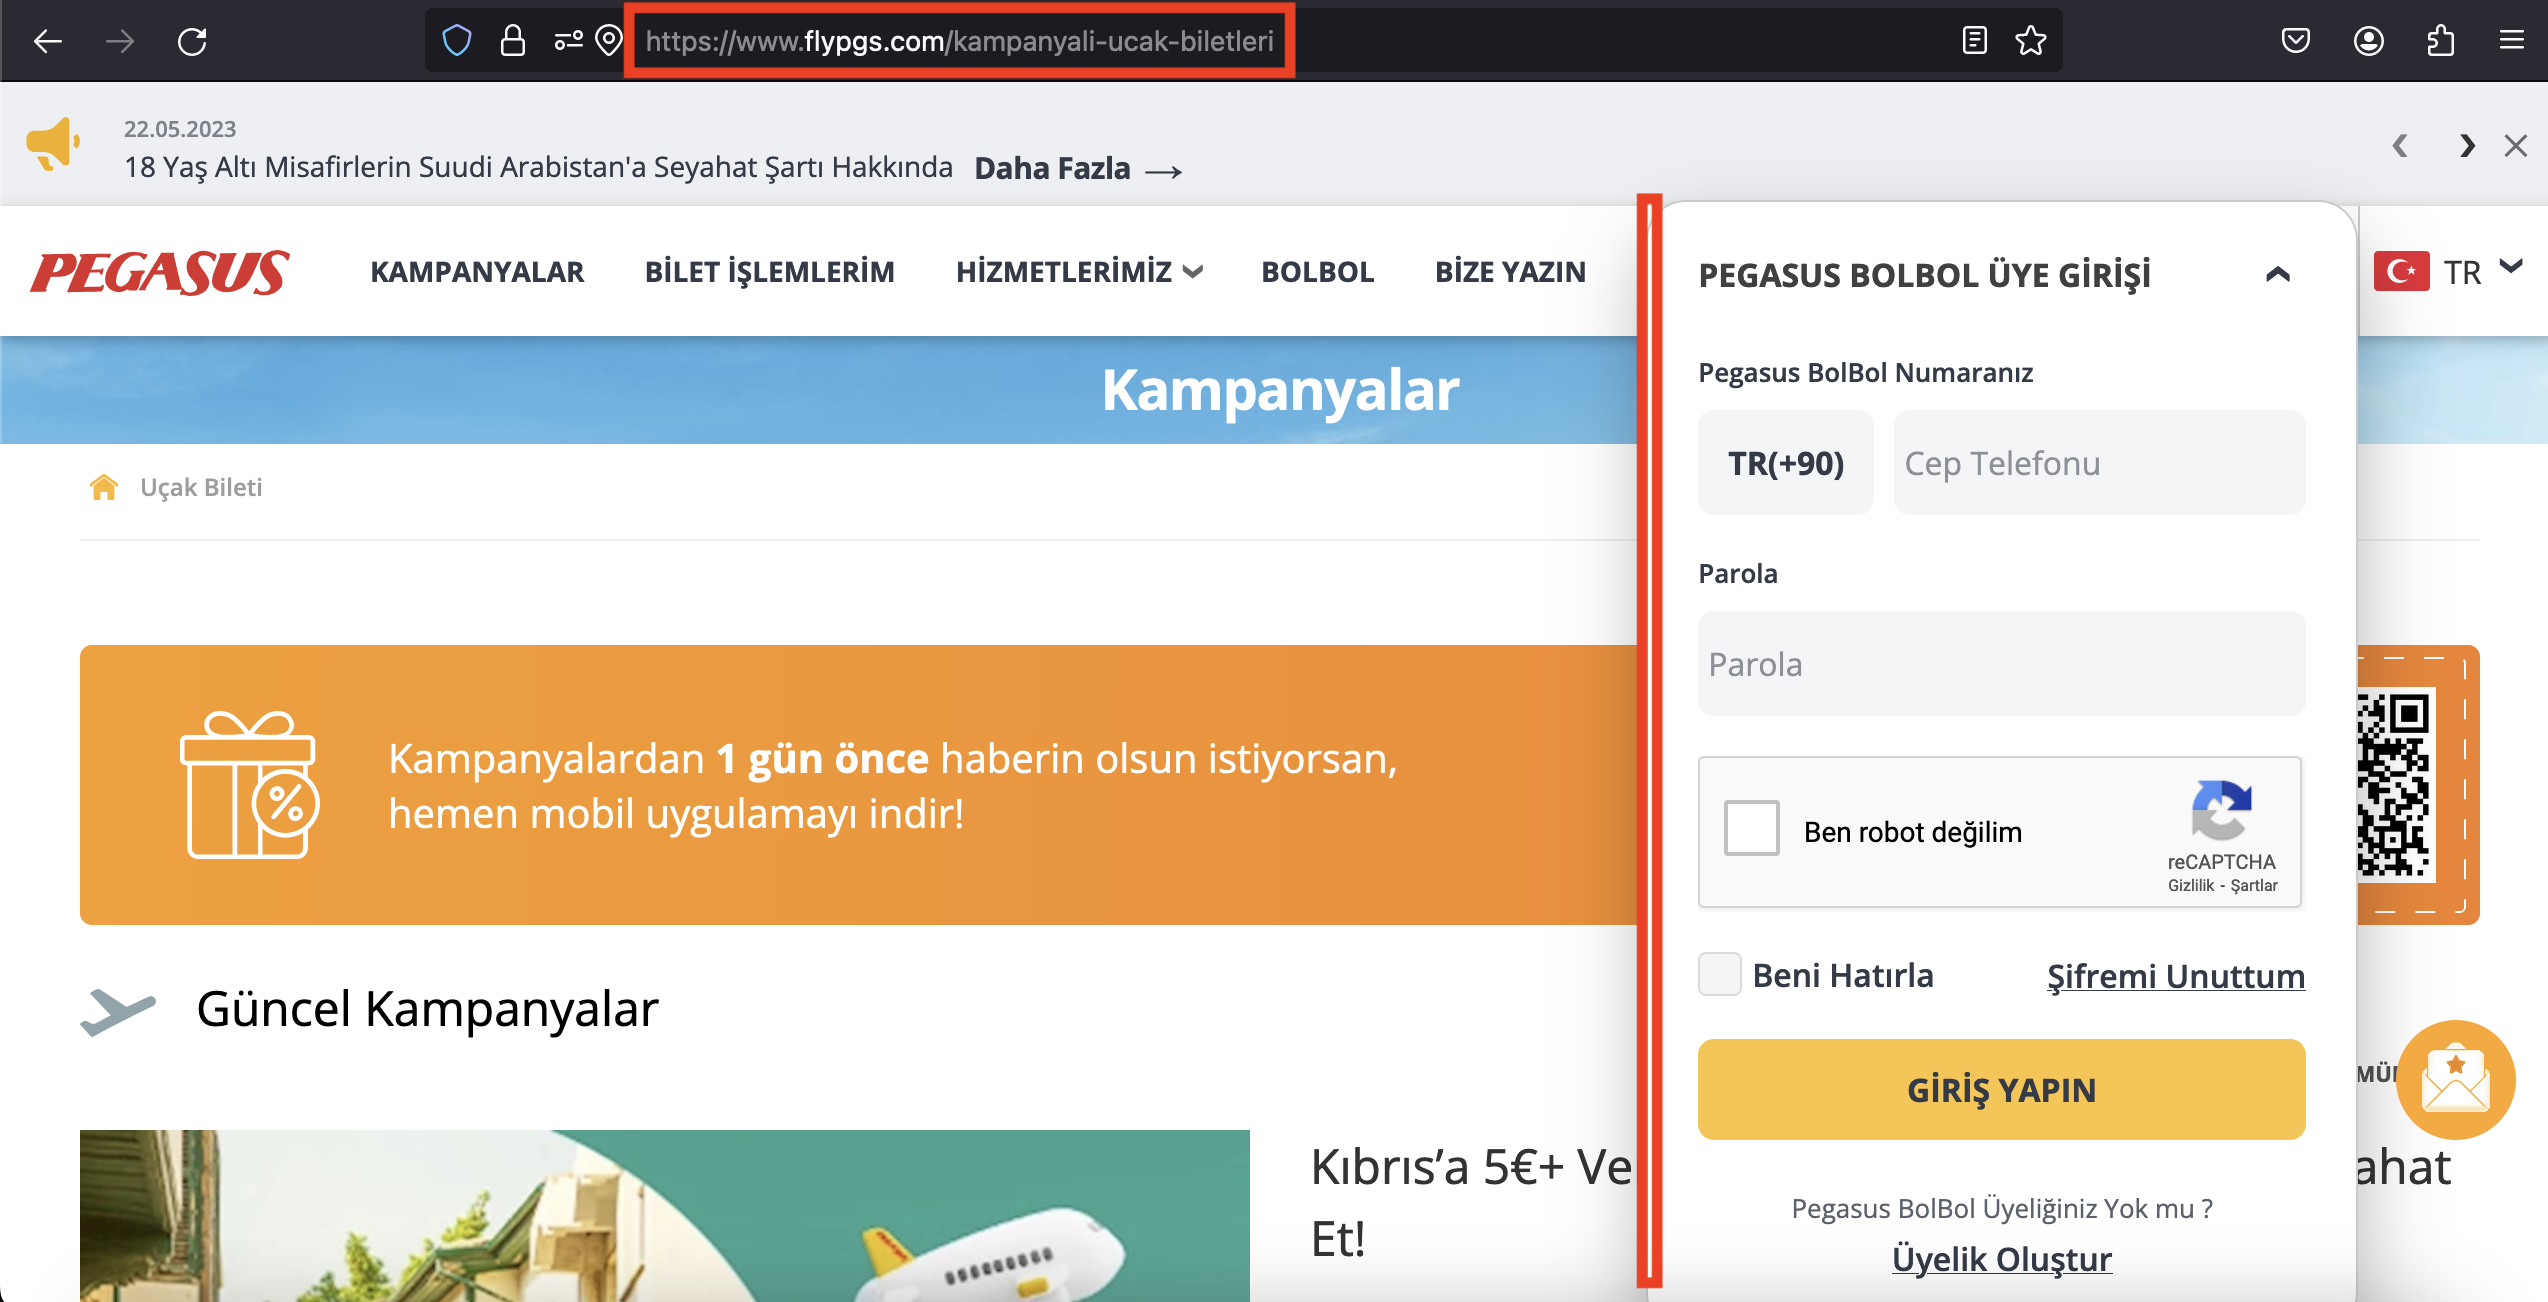 https://www.flypgs.com/kampanyali-ucak-biletleri
22.05.2023
18 Yaş Altı Misafirlerin Suudi Arabistan'a Seyahat Şartı Hakkında Daha Fazla →
PEGASUS
KAMPANYALAR BİLET İŞLEMLERİM HİZMETLERİMİZ BOLBOL BİZE YAZIN
TR
Kampanyalar
Uçak Bileti
Kampanyalardan 1 gün önce haberin olsun istiyorsan,
hemen mobil uygulamayı indir!
Güncel Kampanyalar
Kıbrıs’a 5€+ Ve
ahat
Et!
PEGASUS BOLBOL ÜYE GİRİŞİ
Pegasus BolBol Numaranız
TR(+90) Cep Telefonu
Parola
Parola
Ben robot değilim
reCAPTCHA
Gizlilik - Şartlar
Beni Hatırla Şifremi Unuttum
GİRİŞ YAPIN
Pegasus BolBol Üyeliğiniz Yok mu ?
Üyelik Oluştur